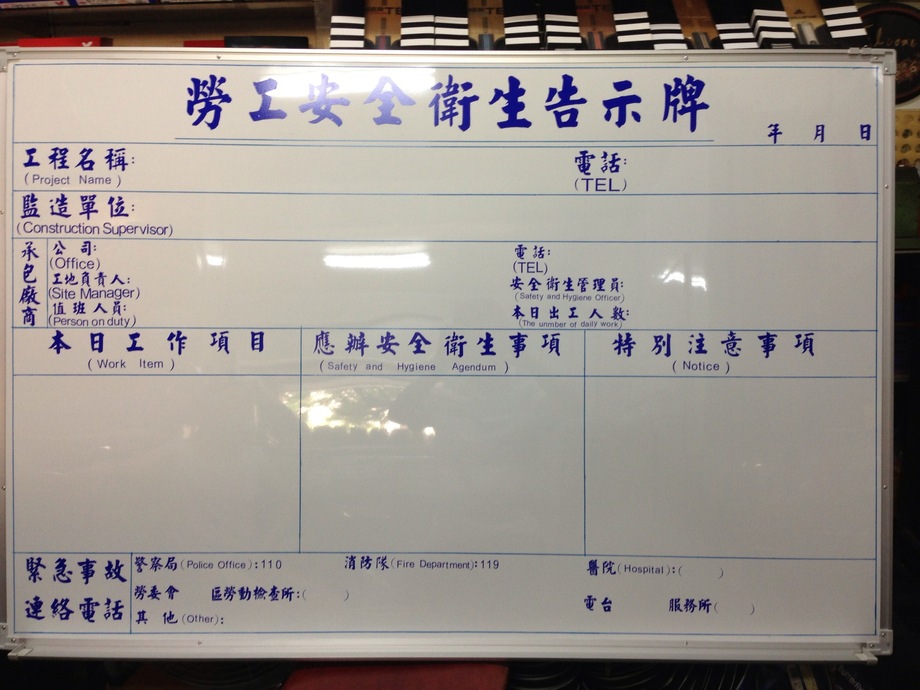 勞工安全衛生告示牌
年 月 日
工程名稱: 電話:
(Project Name) (TEL)
監造單位:
(Construction Supervisor)
承包廠商
公司: 電話:
(Office) (TEL)
工地負責人: 安全衛生管理員:
(Site Manager) (Safety and Hygiene Officer)
值班人員: 本日出工人數:
(Person on duty) (The unmber of daily work)
本日工作項目 應辦安全衛生事項 特別注意事項
(Work Item) (Safety and Hygiene Agendum) (Notice)
緊急事故
連絡電話
警察局(Police Office):110 消防隊(Fire Department):119 醫院(Hospital):( )
勞委會 區勞動檢查所:( ) 電台 服務所( )
其他(Other):